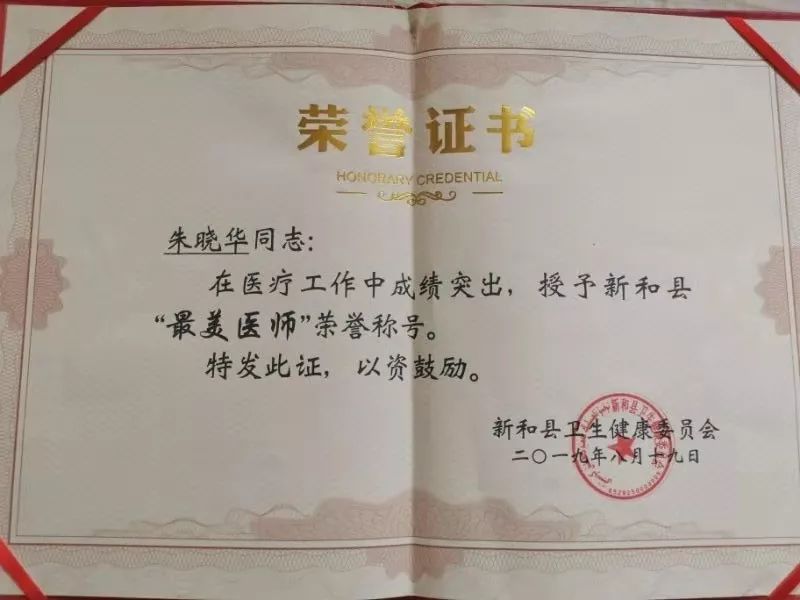 荣誉证书
HONORARY CREDENTIAL
朱晓华同志：
在医疗工作中成绩突出，授予新和县
“最美医师”荣誉称号。
特发此证，以资鼓励。
新和县卫生健康委员会
二〇一九年八月十九日